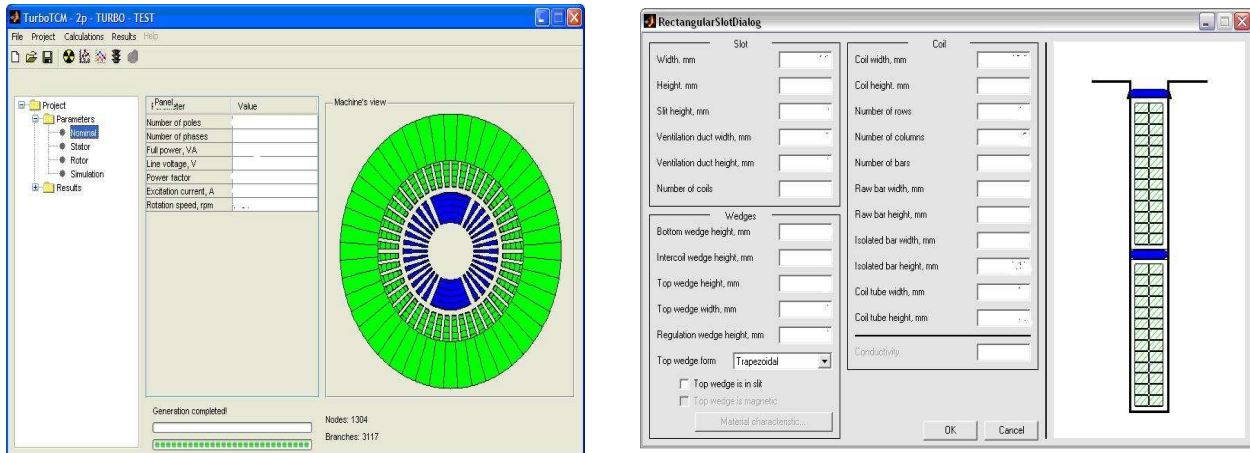 TurboTCM - 2p - TURBO - TEST
File Project Calculations Results Help
Project
Parameters
Nominal
Stator
Rotor
Simulation
Results
Panel
Value
Number of poles
Number of phases
Full power, VA
Line voltage, V
Power factor
Excitation current, A
Rotation speed, rpm
Machine's view
Generation completed!
Nodes: 1304
Branches: 3117
RectangularSlotDialog
Slot
Width. mm
Height. mm
Slit height, mm
Ventilation duct width, mm
Ventilation duct height, mm
Number of coils
Wedges
Bottom wedge height, mm
Intercoil wedge height, mm
Top wedge height, mm
Top wedge width, mm
Regulation wedge height, mm
Top wedge form Trapezoidal
Top wedge is in slit
Top wedge is magnetic
Material characteristic...
Coil
Coil width, mm
Coil height. mm
Number of rows
Number of columns
Number of bars
Raw bar width, mm
Raw bar height, mm
Isolated bar width, mm
Isolated bar height, mm
Coil tube width, mm
Coil tube height, mm
Conductivity
OK Cancel